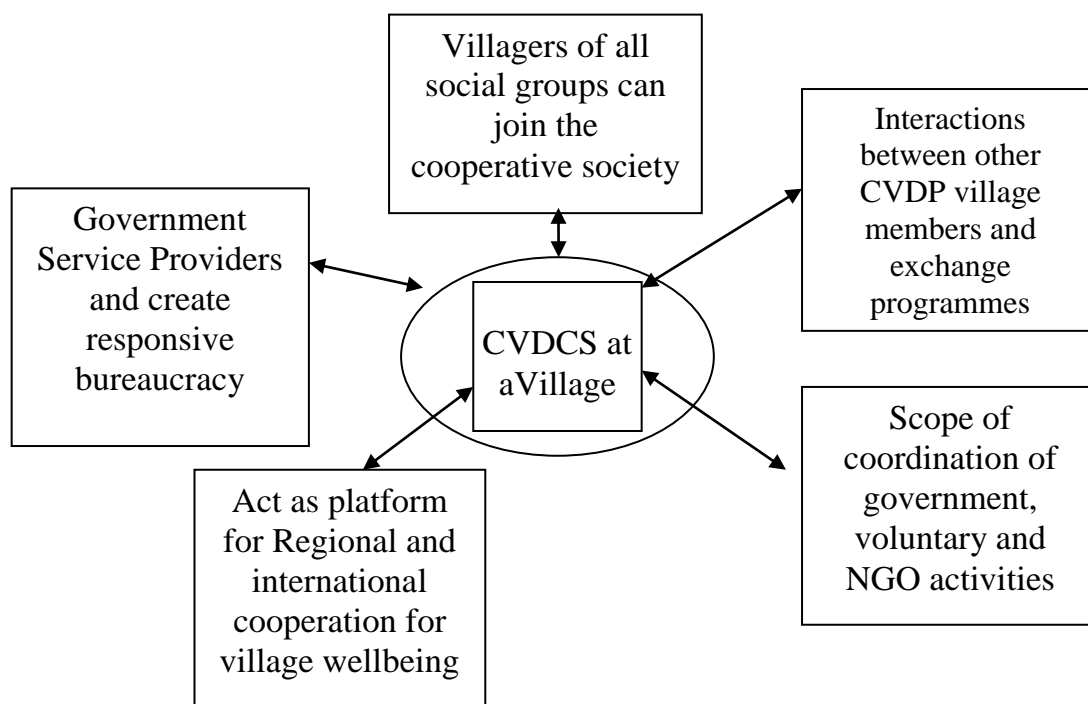 Villagers of all
social groups can
join the
cooperative society
Interactions
between other
CVDP village
members and
exchange
programmes
Government
Service Providers
and create
responsive
bureaucracy
CVDCS at
aVillage
Scope of
coordination of
government,
voluntary and
NGO activities
Act as platform
for Regional and
international
cooperation for
village wellbeing